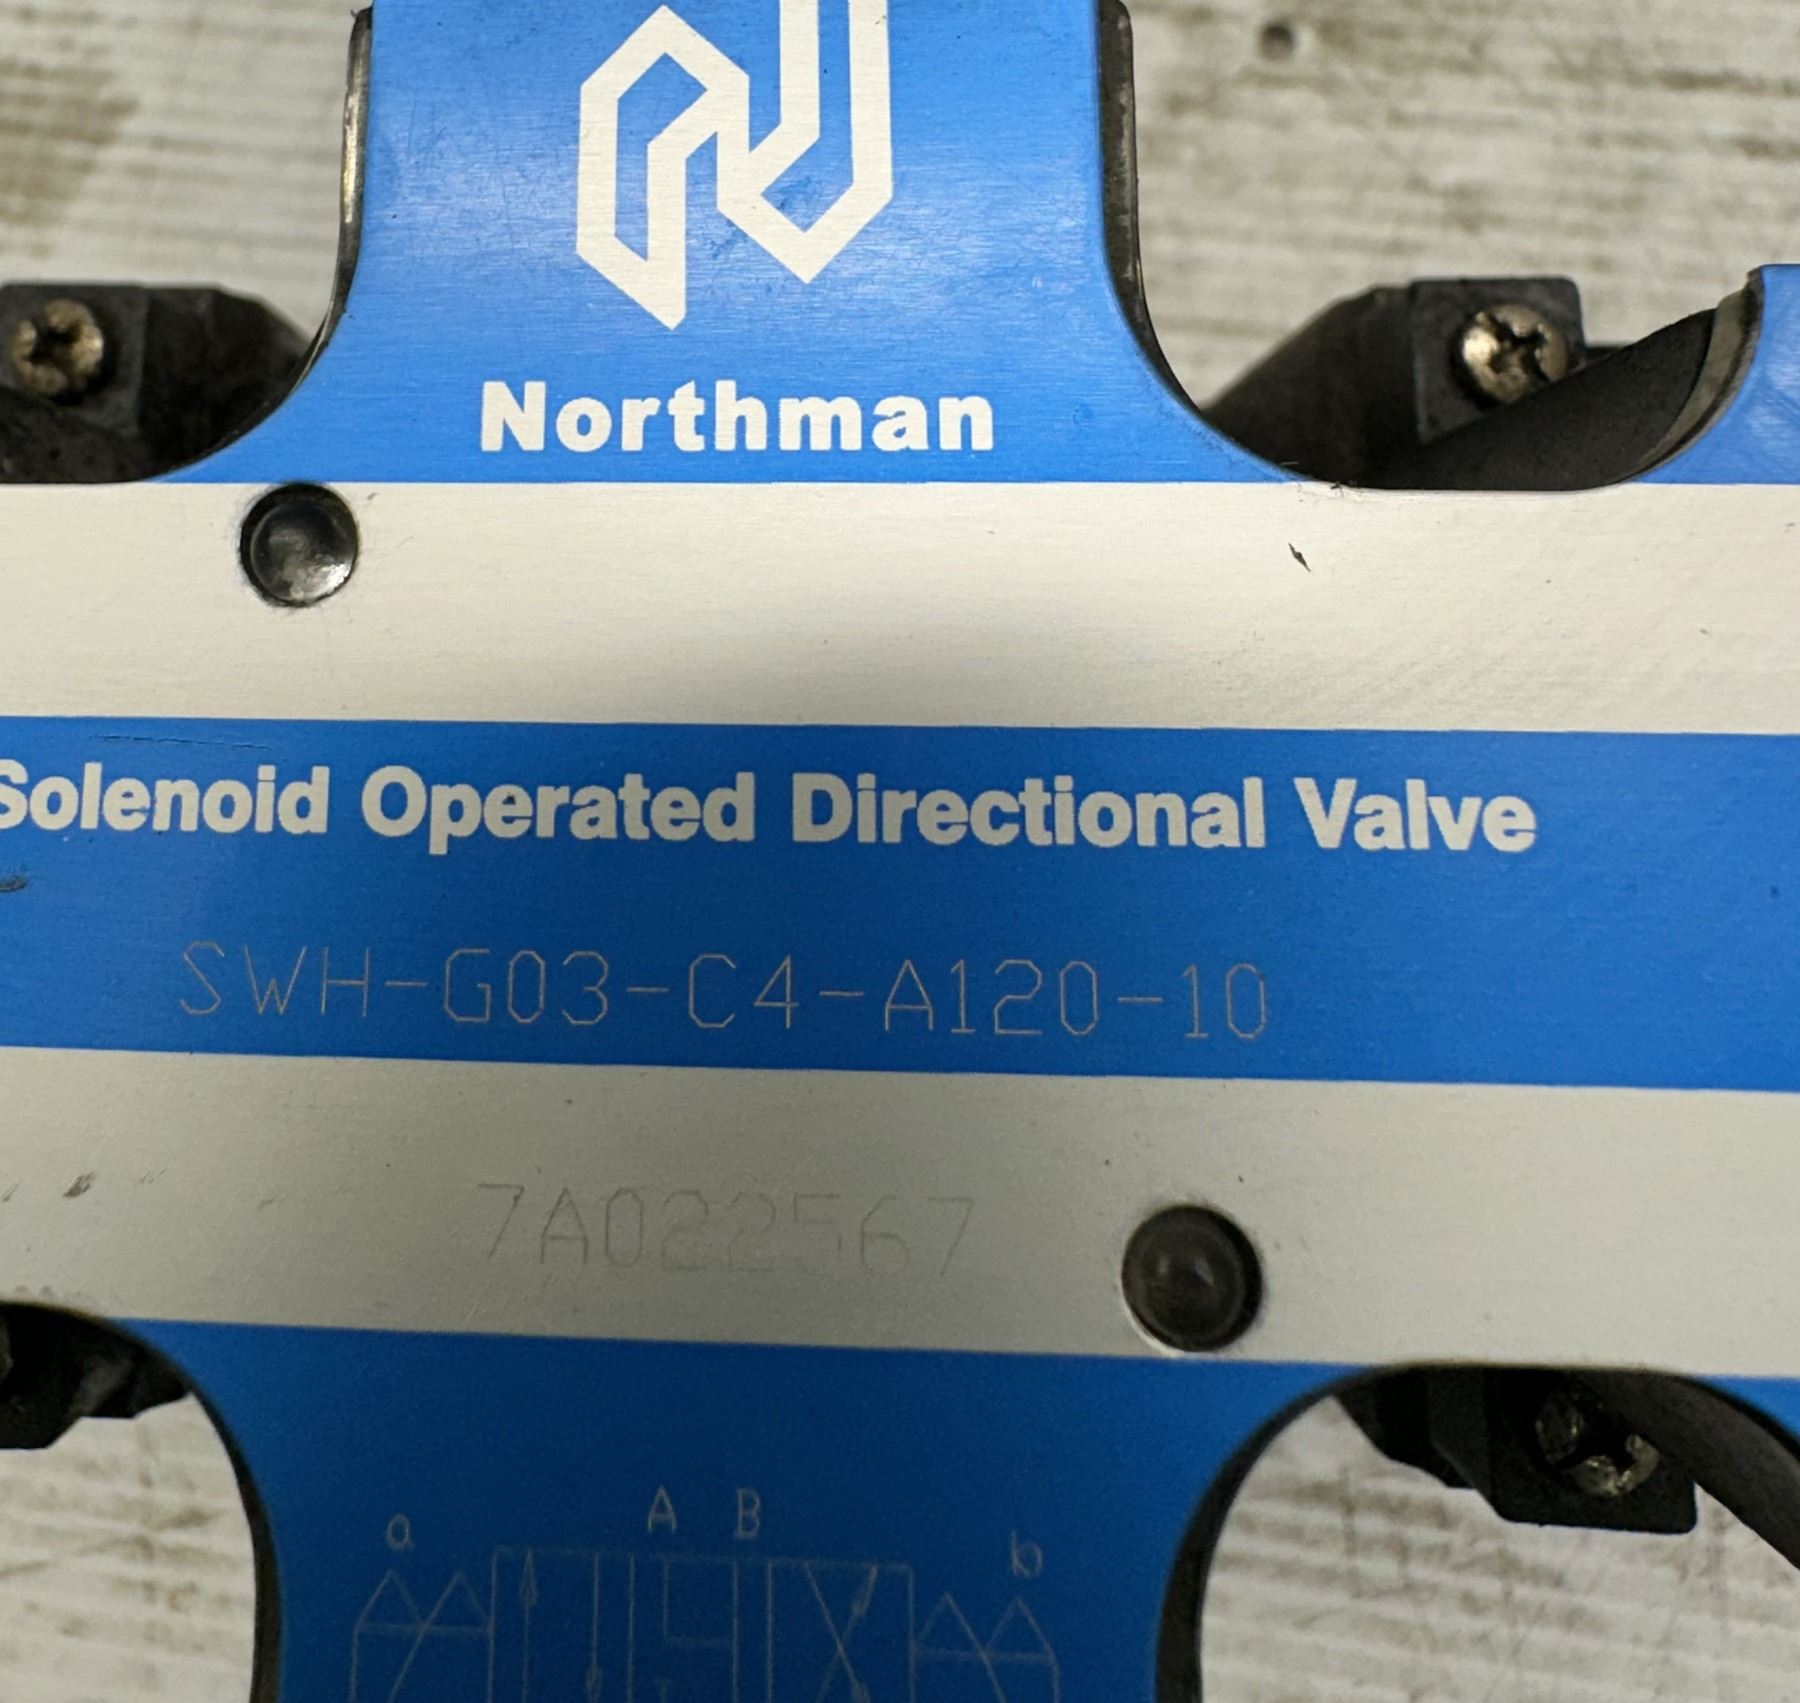 Northman
Solenoid Operated Directional Valve
SWH-G03-C4-A120-10
7A022567
A B
a b